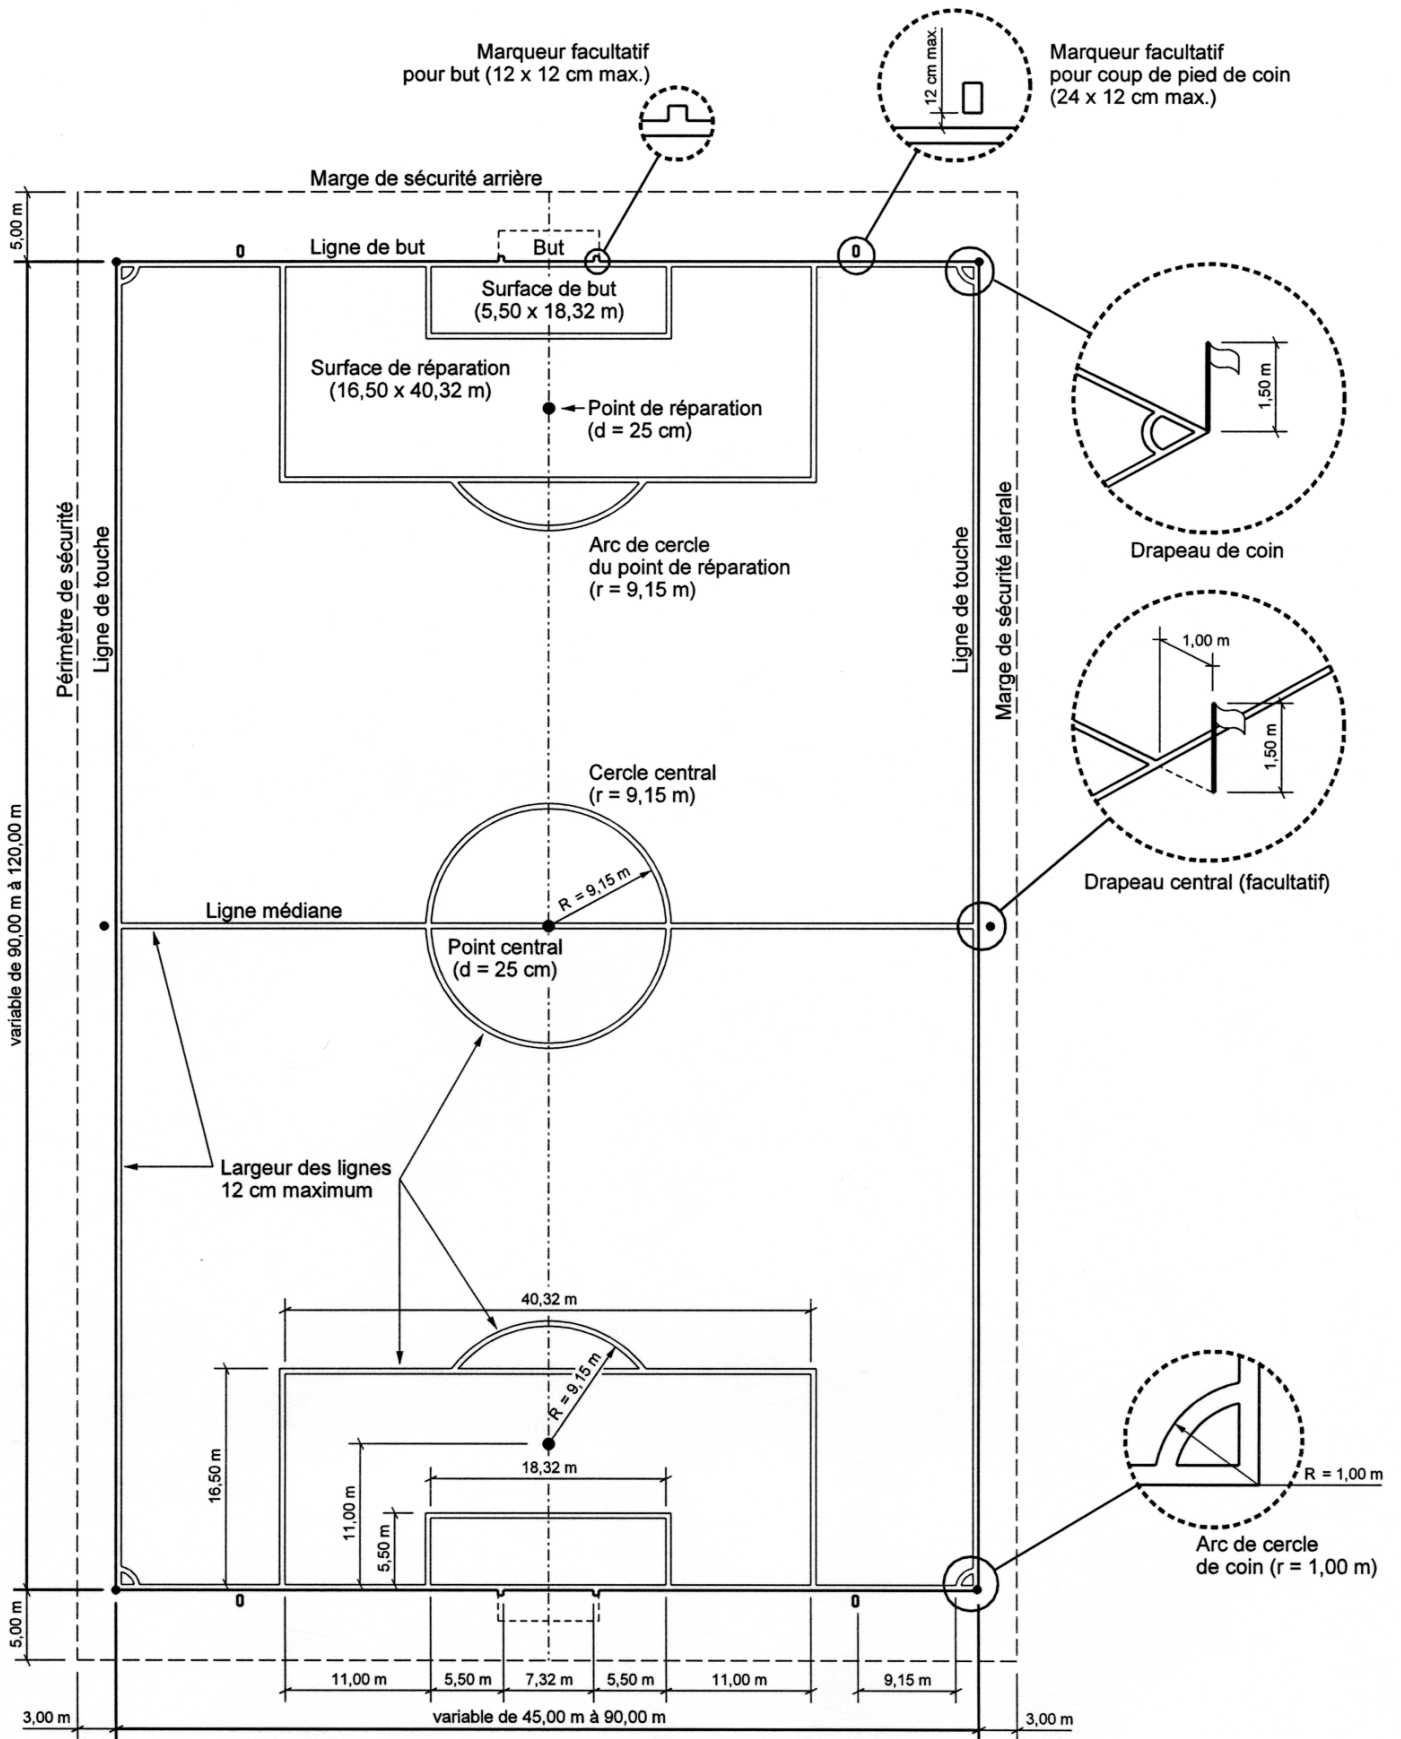 Marqueur facultatif
pour but (12 x 12 cm max.)
12 cm max.
Marqueur facultatif
pour coup de pied de coin
(24 x 12 cm max.)
Marge de sécurité arrière
5,00 m
Ligne de but
But
Surface de but
(5,50 x 18,32 m)
Surface de réparation
(16,50 x 40,32 m)
Point de réparation
(d = 25 cm)
1,50 m
Drapeau de coin
Périmètre de sécurité
Ligne de touche
Arc de cercle
du point de réparation
(r = 9,15 m)
Ligne de touche
Marge de sécurité latérale
1,00 m
1,50 m
Drapeau central (facultatif)
Cercle central
(r = 9,15 m)
R = 9,15 m
variable de 90,00 m à 120,00 m
Ligne médiane
Point central
(d = 25 cm)
Largeur des lignes
12 cm maximum
40,32 m
R = 9,15 m
16,50 m
11,00 m
18,32 m
5,50 m
R = 1,00 m
Arc de cercle
de coin (r = 1,00 m)
5,00 m
11,00 m
5,50 m
7,32 m
5,50 m
11,00 m
9,15 m
3,00 m
variable de 45,00 m à 90,00 m
3,00 m